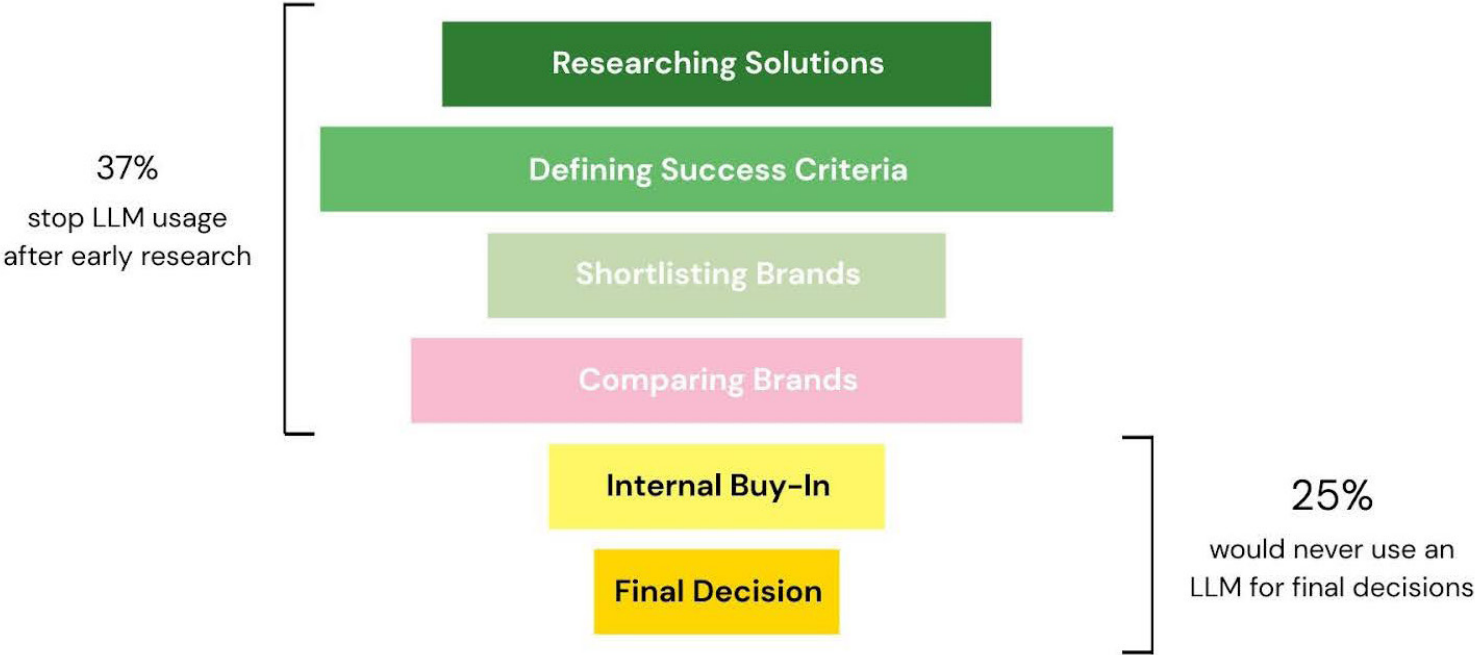 Researching Solutions
Defining Success Criteria
37%
stop LLM usage
after early research
Shortlisting Brands
Comparing Brands
Internal Buy-In
25%
would never use an
LLM for final decisions
Final Decision